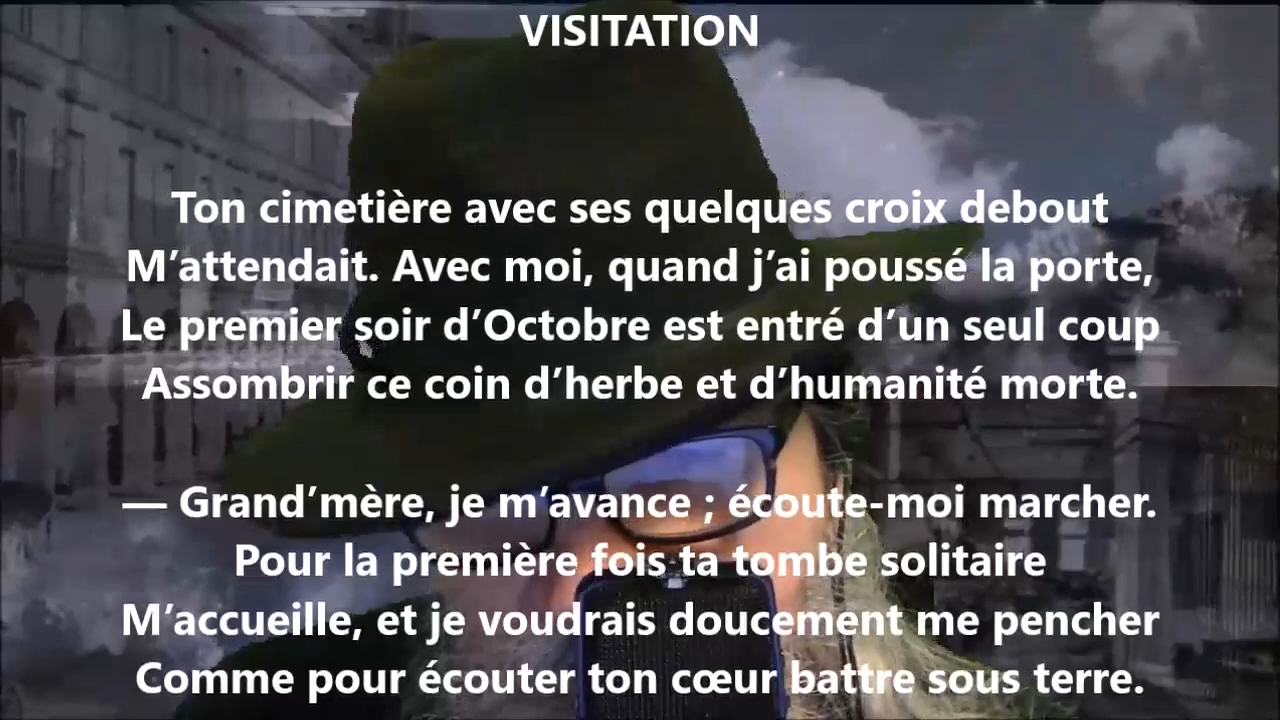 VISITATION
Ton cimetière avec ses quelques croix debout
M’attendait. Avec moi, quand j’ai poussé la porte,
Le premier soir d’Octobre est entré d’un seul coup
Assombrir ce coin d’herbe et d’humanité morte.
— Grand’mère, je m’avance ; écoute-moi marcher.
Pour la première fois ta tombe solitaire
M’accueille, et je voudrais doucement me pencher
Comme pour écouter ton cœur battre sous terre.